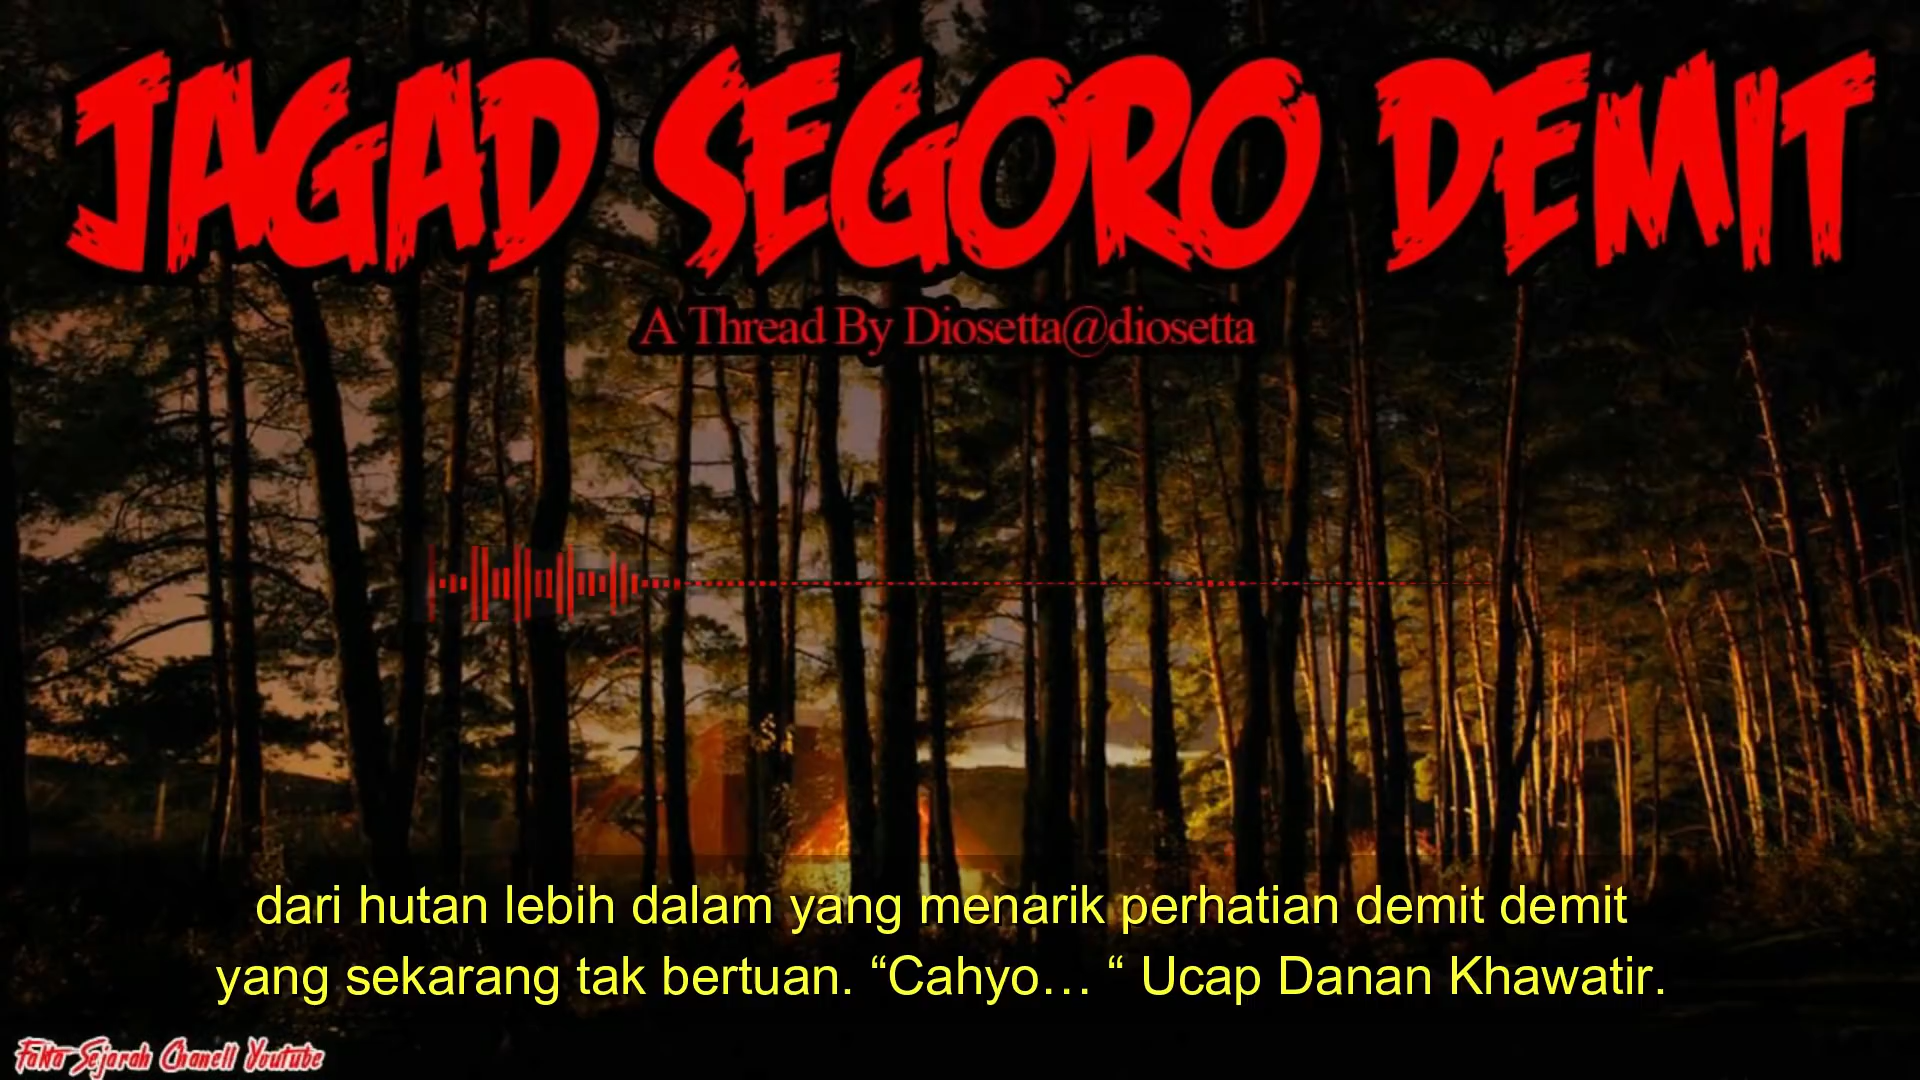 JAGAD SEGORO DEMIT
A Thread By Diosetta@diosetta
dari hutan lebih dalam yang menarik perhatian demit demit
yang sekarang tak bertuan. “Cahyo… “ Ucap Danan Khawatir.
Fakta Sejarah Chanell Youtube